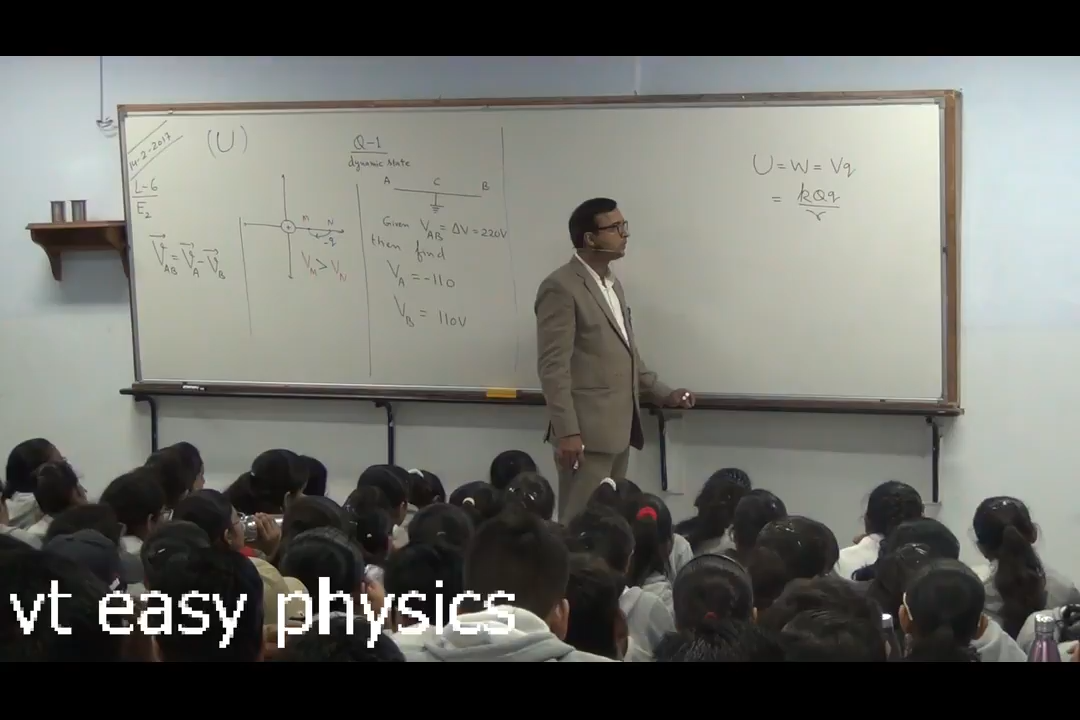 14-2-2017
L-6
E2
(U)
V⃗AB = V⃗A - V⃗B
M N
-q
VM > VN
Q-1
dynamic Mate
A C B
Given VAB = ΔV = 220V
then find
VA = -110
VB = 110V
U = W = Vq
= kQq
r
vt easy physics